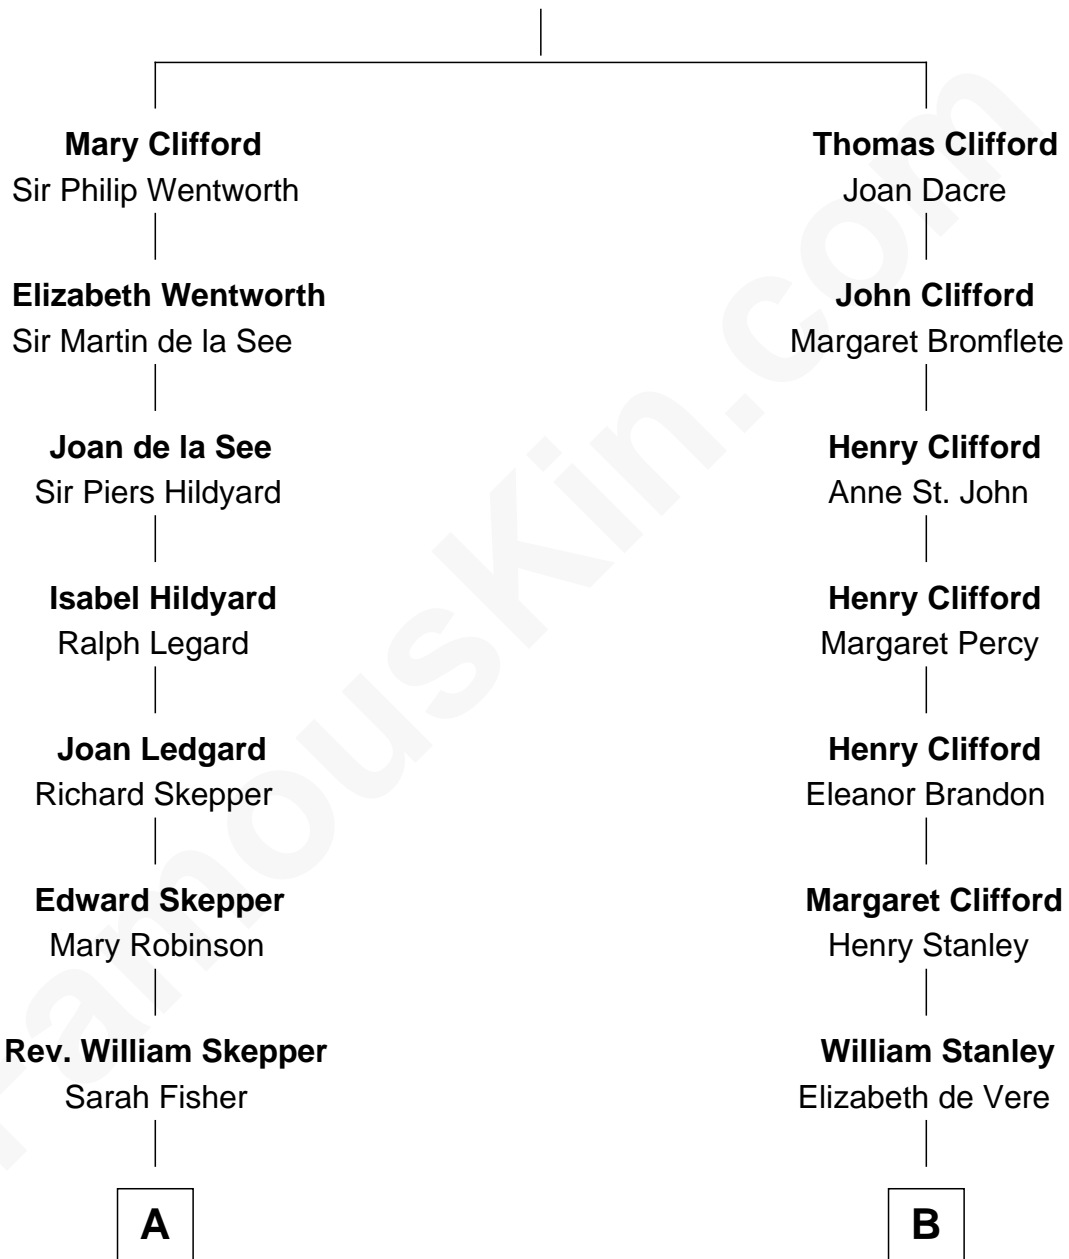 Mary Clifford
Sir Philip Wentworth
Elizabeth Wentworth
Sir Martin de la See
Joan de la See
Sir Piers Hildyard
Isabel Hildyard
Ralph Legard
Joan Ledgard
Richard Skepper
Edward Skepper
Mary Robinson
Rev. William Skepper
Sarah Fisher
A
Thomas Clifford
Joan Dacre
John Clifford
Margaret Bromflete
Henry Clifford
Anne St. John
Henry Clifford
Margaret Percy
Henry Clifford
Eleanor Brandon
Margaret Clifford
Henry Stanley
William Stanley
Elizabeth de Vere
B
FamousKin.com